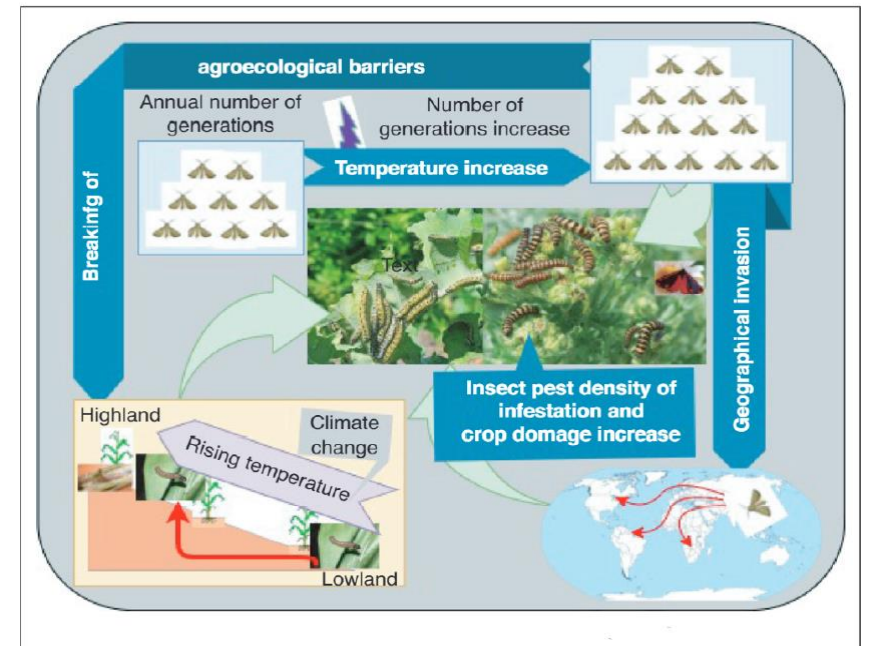 agroecological barriers
Annual number of
generations
Number of
generations increase
Temperature increase
Breakinfg of
Text
Geographical invasion
Insect pest density of
infestation and
crop domage increase
Highland
Climate
change
Rising temperature
Lowland